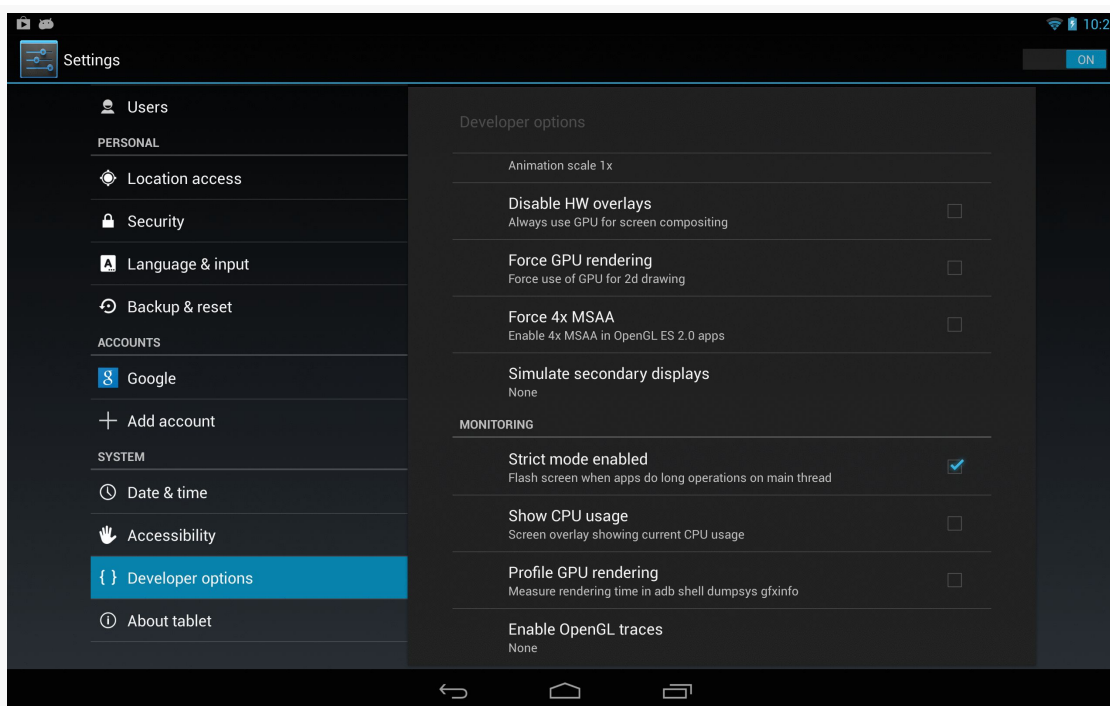 10:2
Settings
ON
Users
PERSONAL
Location access
Security
Language & input
Backup & reset
ACCOUNTS
Google
Add account
SYSTEM
Date & time
Accessibility
{ } Developer options
About tablet
Developer options
Animation scale 1x
Disable HW overlays
Always use GPU for screen compositing
Force GPU rendering
Force use of GPU for 2d drawing
Force 4x MSAA
Enable 4x MSAA in OpenGL ES 2.0 apps
Simulate secondary displays
None
MONITORING
Strict mode enabled
Flash screen when apps do long operations on main thread
Show CPU usage
Screen overlay showing current CPU usage
Profile GPU rendering
Measure rendering time in adb shell dumpsys gfxinfo
Enable OpenGL traces
None